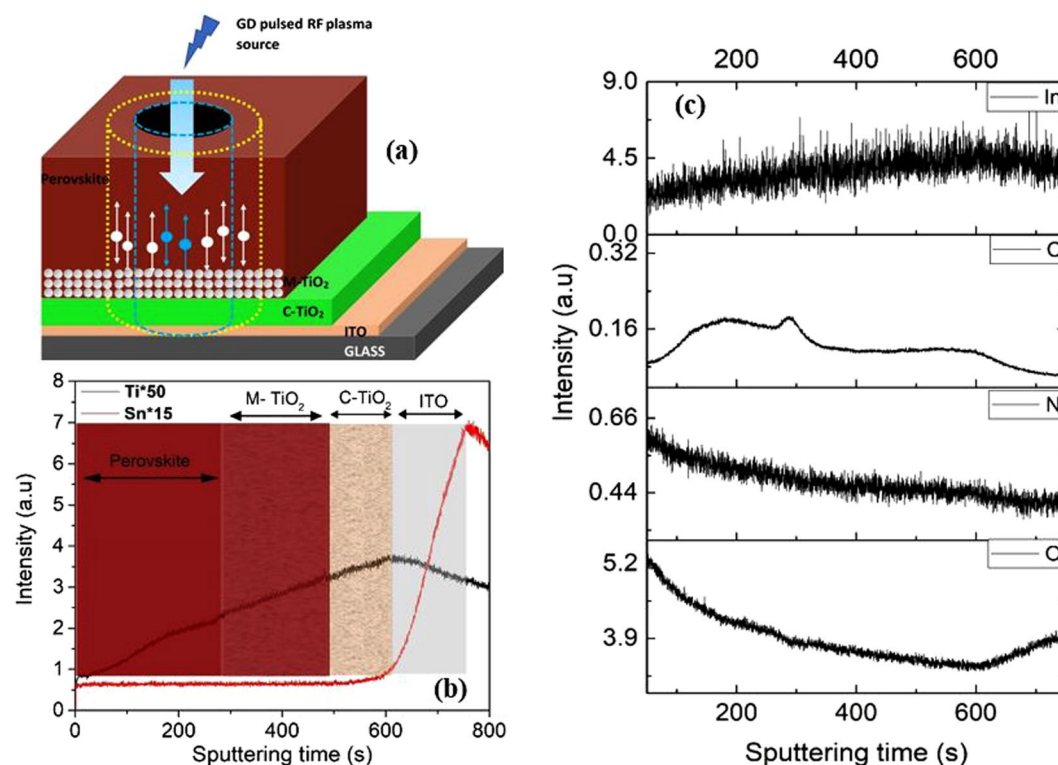 GD pulsed RF plasma
source
(a)
Perovskite
M-TiO₂
C-TiO₂
ITO
GLASS
8
7
6
5
4
3
2
1
0
Intensity (a.u)
Ti*50
Sn*15
M- TiO₂
C-TiO₂
ITO
Perovskite
(b)
0 200 400 600 800
Sputtering time (s)
200 400 600
(c)
In
9.0
4.5
0.0
0.32
0.16
Intensity (a.u)
0.66
N
0.44
5.2
3.9
200 400 600
Sputtering time (s)